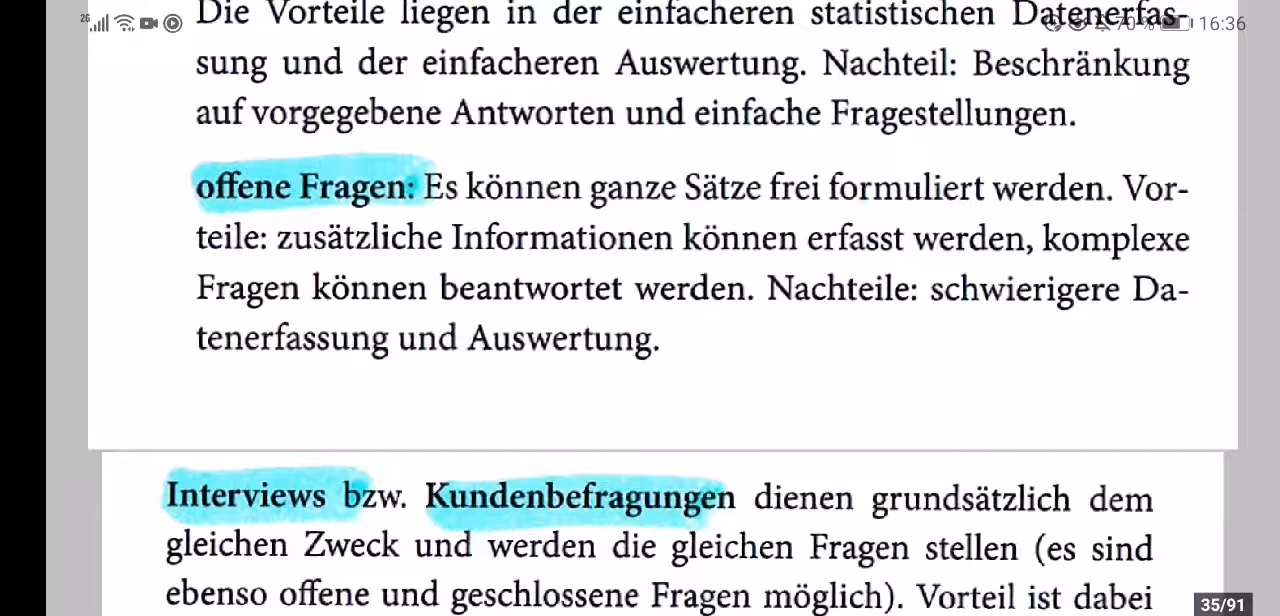 Die Vorteile liegen in der einfacheren statistischen Datenerfas-
26 70 % 16:36
sung und der einfacheren Auswertung. Nachteil: Beschränkung
auf vorgegebene Antworten und einfache Fragestellungen.
offene Fragen: Es können ganze Sätze frei formuliert werden. Vor-
teile: zusätzliche Informationen können erfasst werden, komplexe
Fragen können beantwortet werden. Nachteile: schwierigere Da-
tenerfassung und Auswertung.
Interviews bzw. Kundenbefragungen dienen grundsätzlich dem
gleichen Zweck und werden die gleichen Fragen stellen (es sind
ebenso offene und geschlossene Fragen möglich). Vorteil ist dabei
35/91